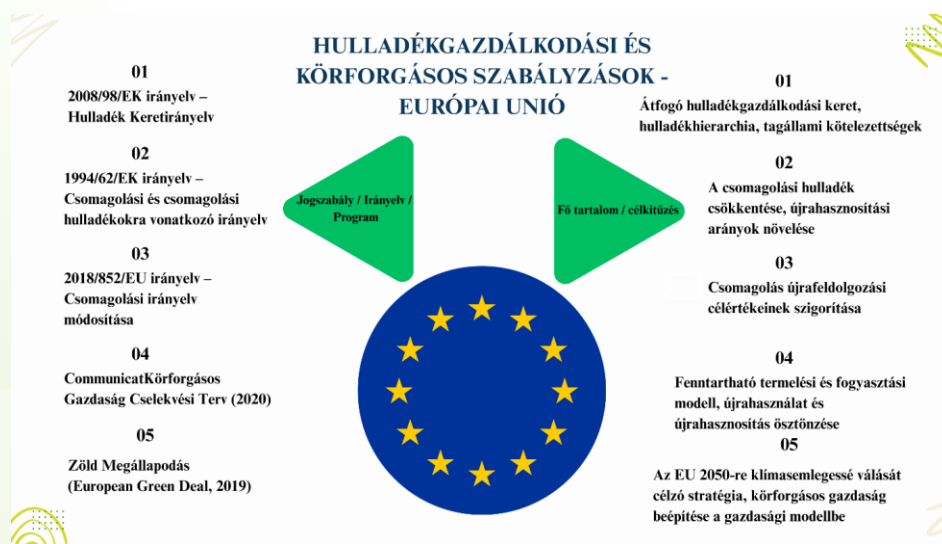 HULLADÉKGAZDÁLKODÁSI ÉS
KÖRFORGÁSOS SZABÁLYZÁSOK -
EURÓPAI UNIÓ
01
2008/98/EK irányelv –
Hulladék Keretirányelv
02
1994/62/EK irányelv –
Csomagolási és csomagolási
hulladékokra vonatkozó irányelv
03
2018/852/EU irányelv –
Csomagolási irányelv
módosítása
04
CommunicatKörforgásos
Gazdaság Cselekvési Terv (2020)
05
Zöld Megállapodás
(European Green Deal, 2019)
Jogszabály / Irányelv /
Program
Fő tartalom / célkitűzés
01
Átfogó hulladékgazdálkodási keret,
hulladékhierarchia, tagállami kötelezettségek
02
A csomagolási hulladék
csökkentése, újrahasznosítási
arányok növelése
03
Csomagolás újrafeldolgozási
célértékeinek szigorítása
04
Fenntartható termelési és fogyasztási
modell, újrahasználat és
újrahasznosítás ösztönzése
05
Az EU 2050-re klímasemlegessé válását
célzó stratégia, körforgásos gazdaság
beépítése a gazdasági modellbe